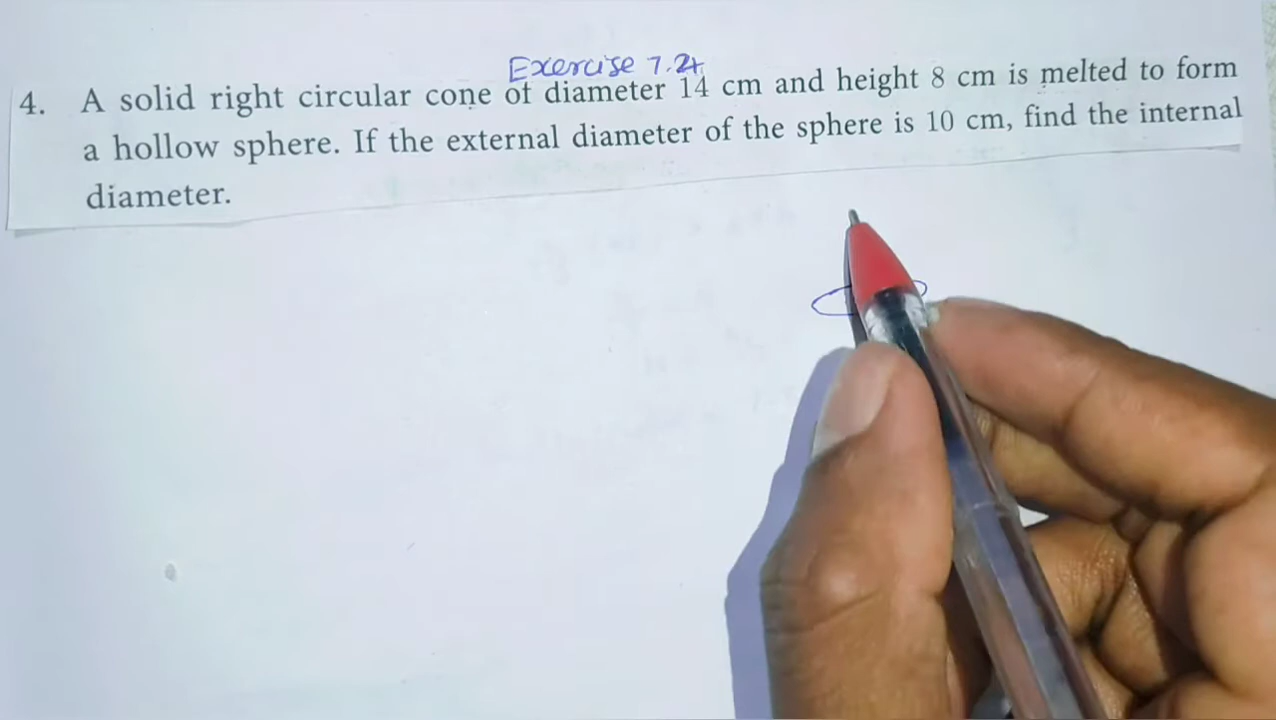 Exercise 7.4
4. A solid right circular cone of diameter 14 cm and height 8 cm is melted to form
a hollow sphere. If the external diameter of the sphere is 10 cm, find the internal
diameter.